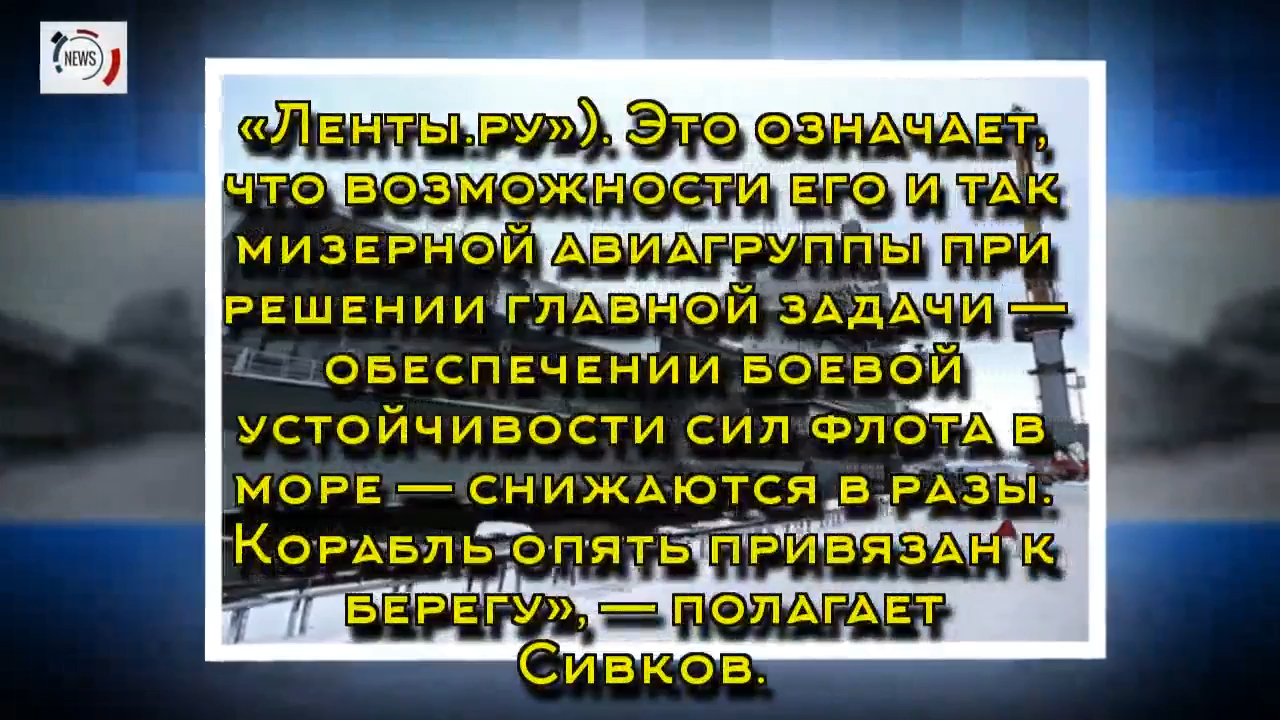 NEWS
«Ленты.ру»). Это означает,
что возможности его и так
мизерной авиагруппы при
решении главной задачи —
обеспечении боевой
устойчивости сил флота в
море — снижаются в разы.
Корабль опять привязан к
берегу», — полагает
Сивков.